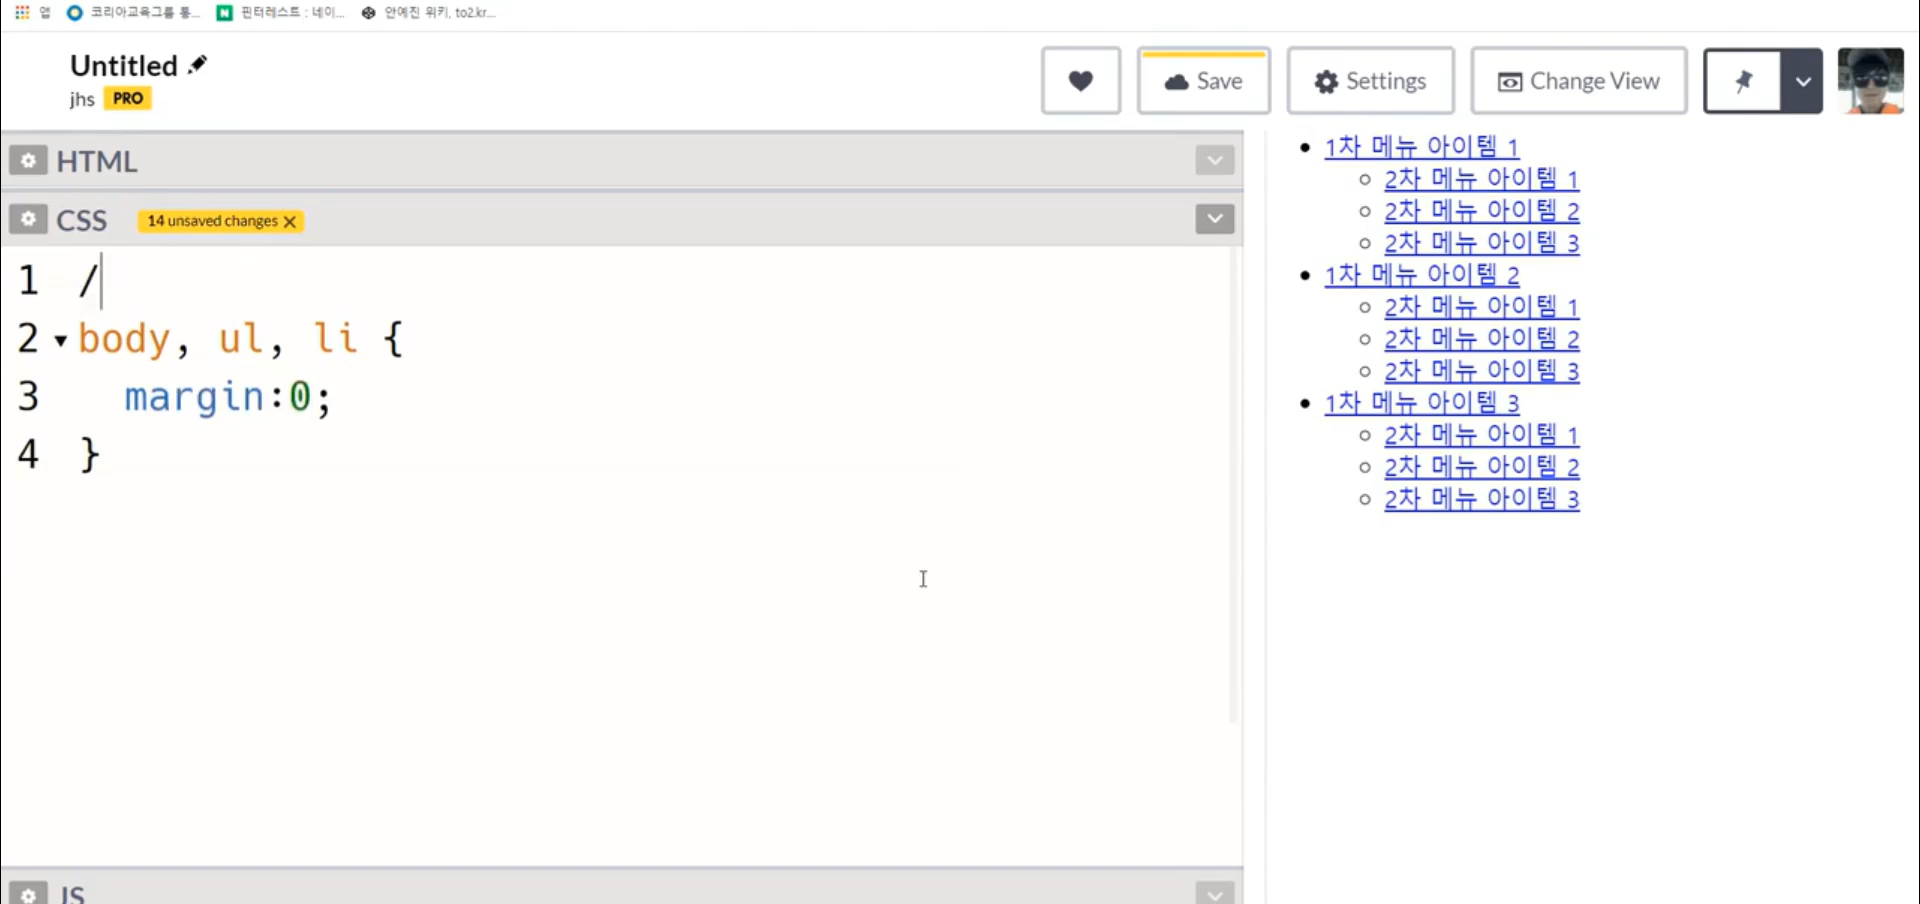 앱 코리아교육그룹 통... 핀터레스트 : 네이... 안예진 위키, to2.kr...
Untitled
jhs PRO
Save Settings Change View
HTML
CSS 14 unsaved changes
1 /
2 body, ul, li {
3 margin:0;
4 }
JS
1차 메뉴 아이템 1
2차 메뉴 아이템 1
2차 메뉴 아이템 2
2차 메뉴 아이템 3
1차 메뉴 아이템 2
2차 메뉴 아이템 1
2차 메뉴 아이템 2
2차 메뉴 아이템 3
1차 메뉴 아이템 3
2차 메뉴 아이템 1
2차 메뉴 아이템 2
2차 메뉴 아이템 3